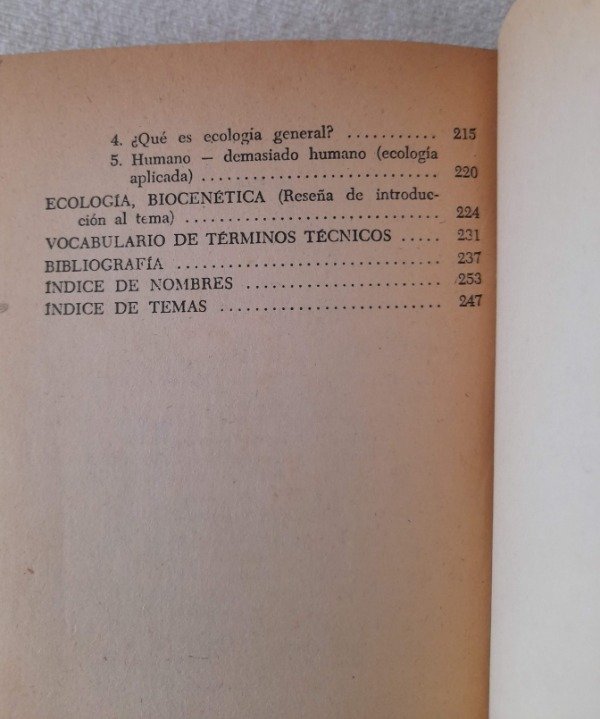 4. ¿Qué es ecología general? ........... 215
5. Humano — demasiado humano (ecología
aplicada) ............................ 220
ECOLOGÍA, BIOCENÉTICA (Reseña de introduc-
ción al tema) .............................. 224
VOCABULARIO DE TÉRMINOS TÉCNICOS ..... 231
BIBLIOGRAFÍA ............................... 237
ÍNDICE DE NOMBRES ...................... 253
ÍNDICE DE TEMAS ......................... 247